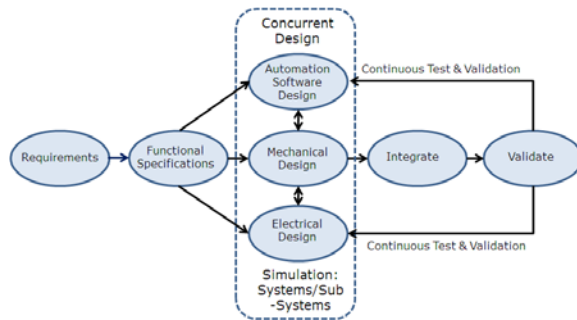 Concurrent
Design
Automation
Software
Design
Continuous Test & Validation
Requirements
Functional
Specifications
Mechanical
Design
Integrate
Validate
Electrical
Design
Continuous Test & Validation
Simulation:
Systems/Sub
-Systems